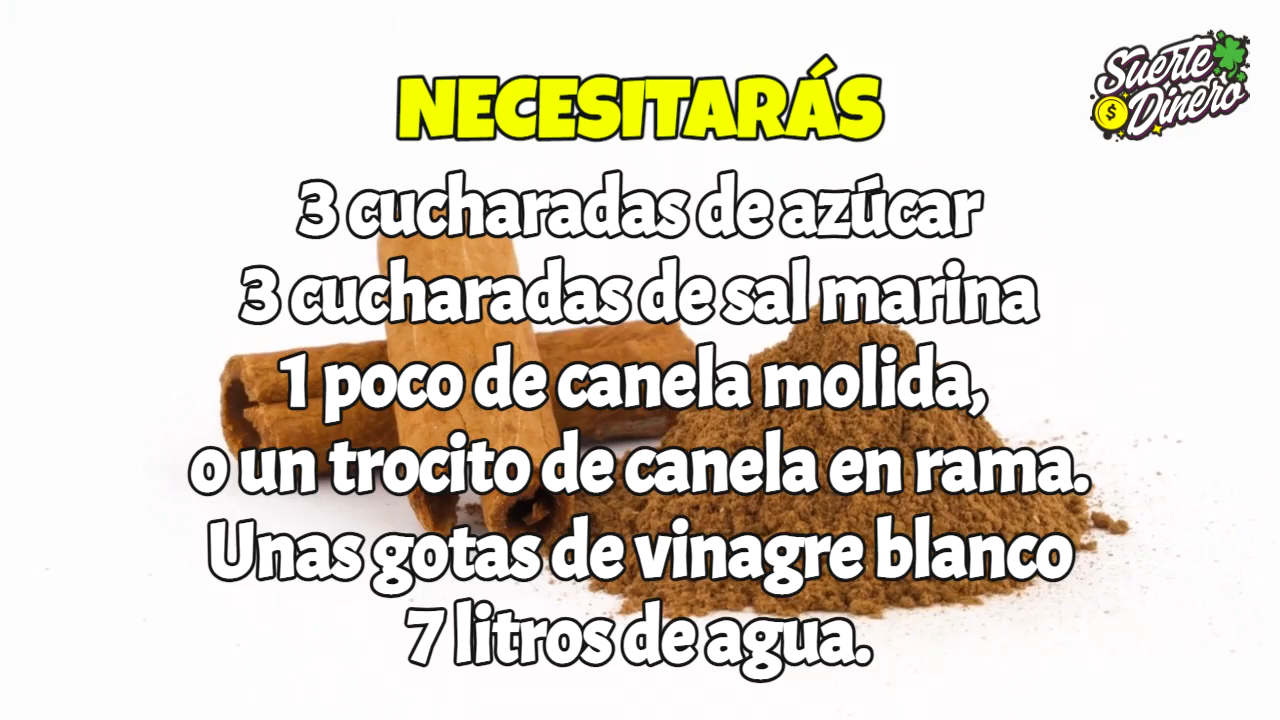 Suerte
Dinero
NECESITARÁS
3 cucharadas de azúcar
3 cucharadas de sal marina
1 poco de canela molida,
o un trocito de canela en rama.
Unas gotas de vinagre blanco
7 litros de agua.